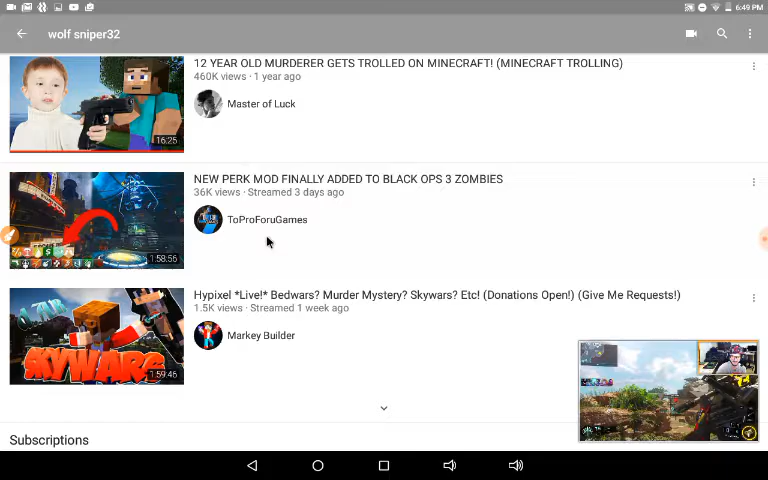 6:49 PM
wolf sniper32
12 YEAR OLD MURDERER GETS TROLLED ON MINECRAFT! (MINECRAFT TROLLING)
460K views · 1 year ago
Master of Luck
16:25
NEW PERK MOD FINALLY ADDED TO BLACK OPS 3 ZOMBIES
36K views · Streamed 3 days ago
ToProForuGames
1:58:56
Hypixel *Live!* Bedwars? Murder Mystery? Skywars? Etc! (Donations Open!) (Give Me Requests!)
1.5K views · Streamed 1 week ago
Markey Builder
SKYWARS
1:59:46
Subscriptions